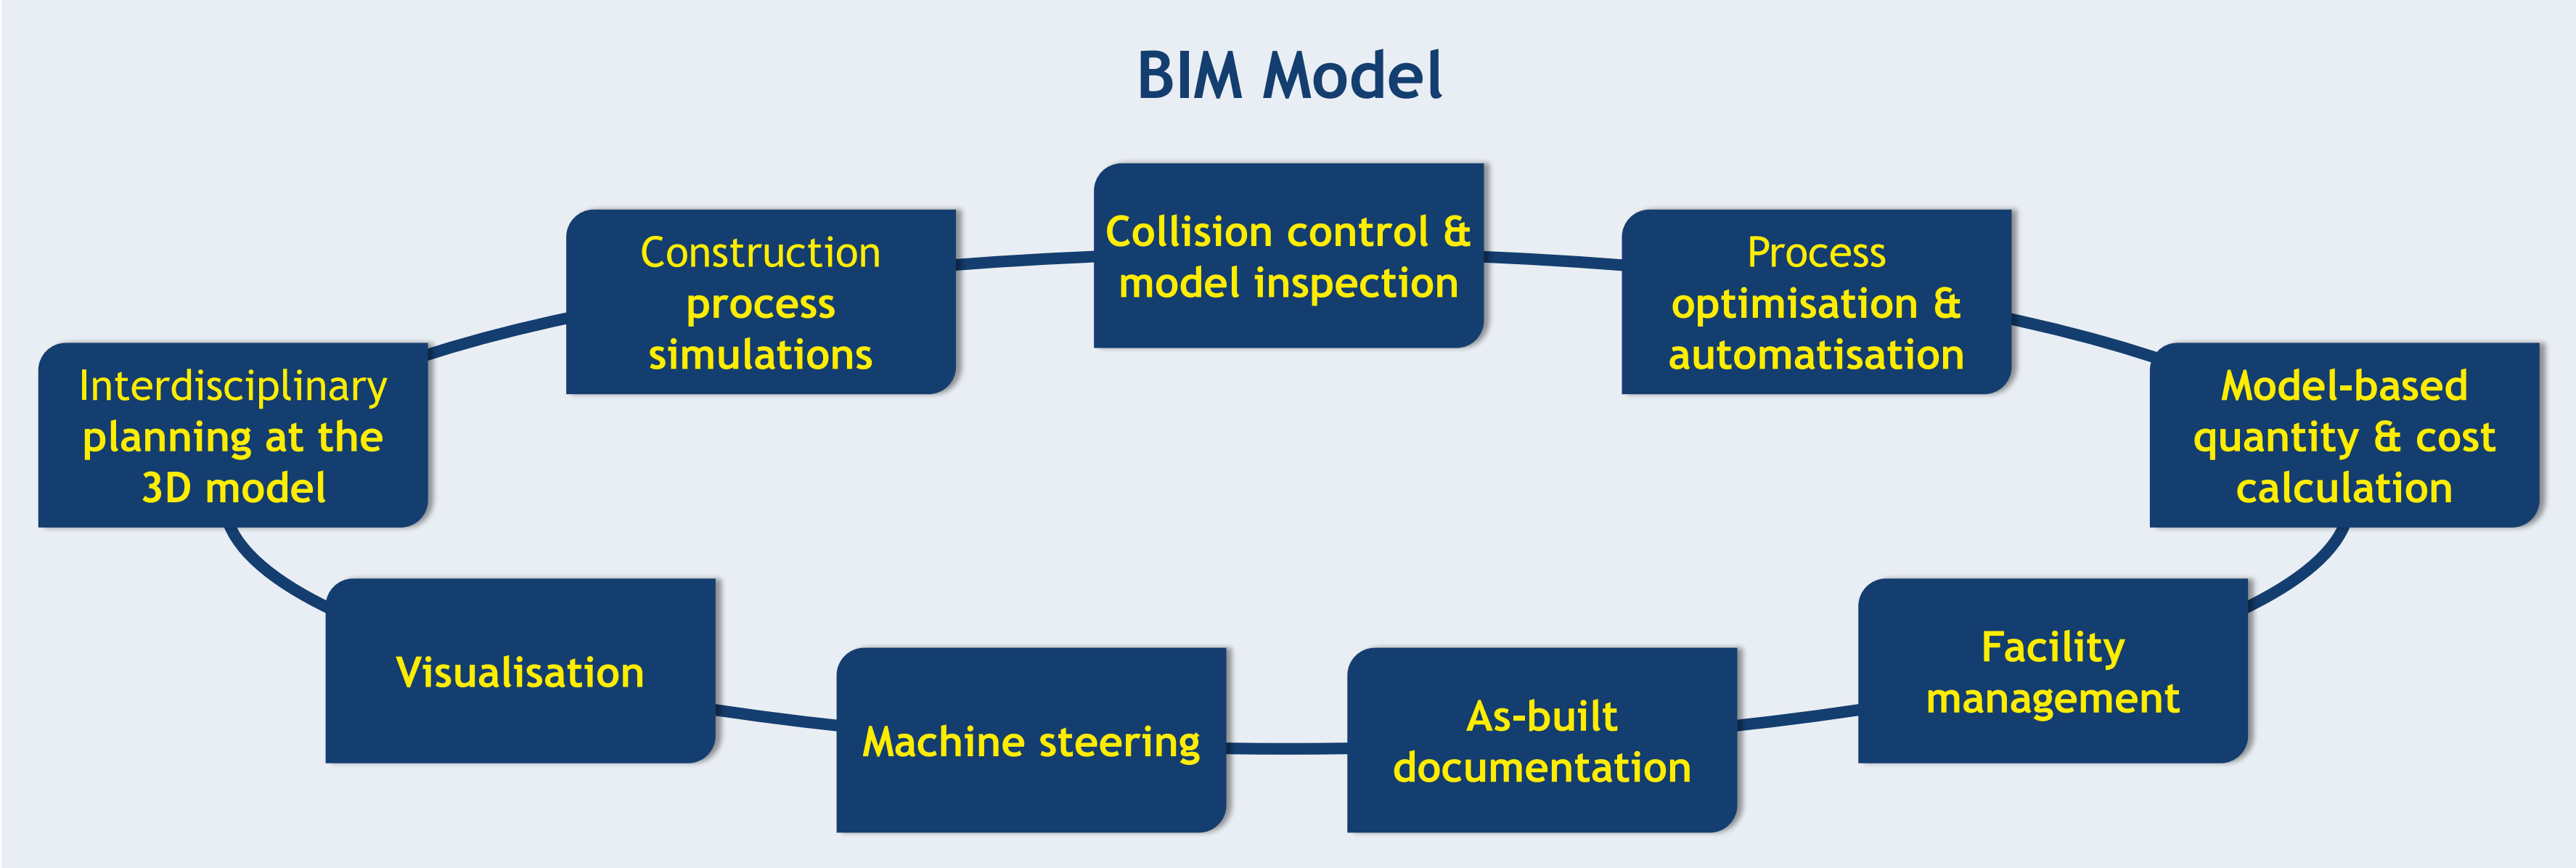 BIM Model
Collision control &
model inspection
Construction
process
simulations
Process
optimisation &
automatisation
Interdisciplinary
planning at the
3D model
Model-based
quantity & cost
calculation
Visualisation
Facility
management
Machine steering
As-built
documentation